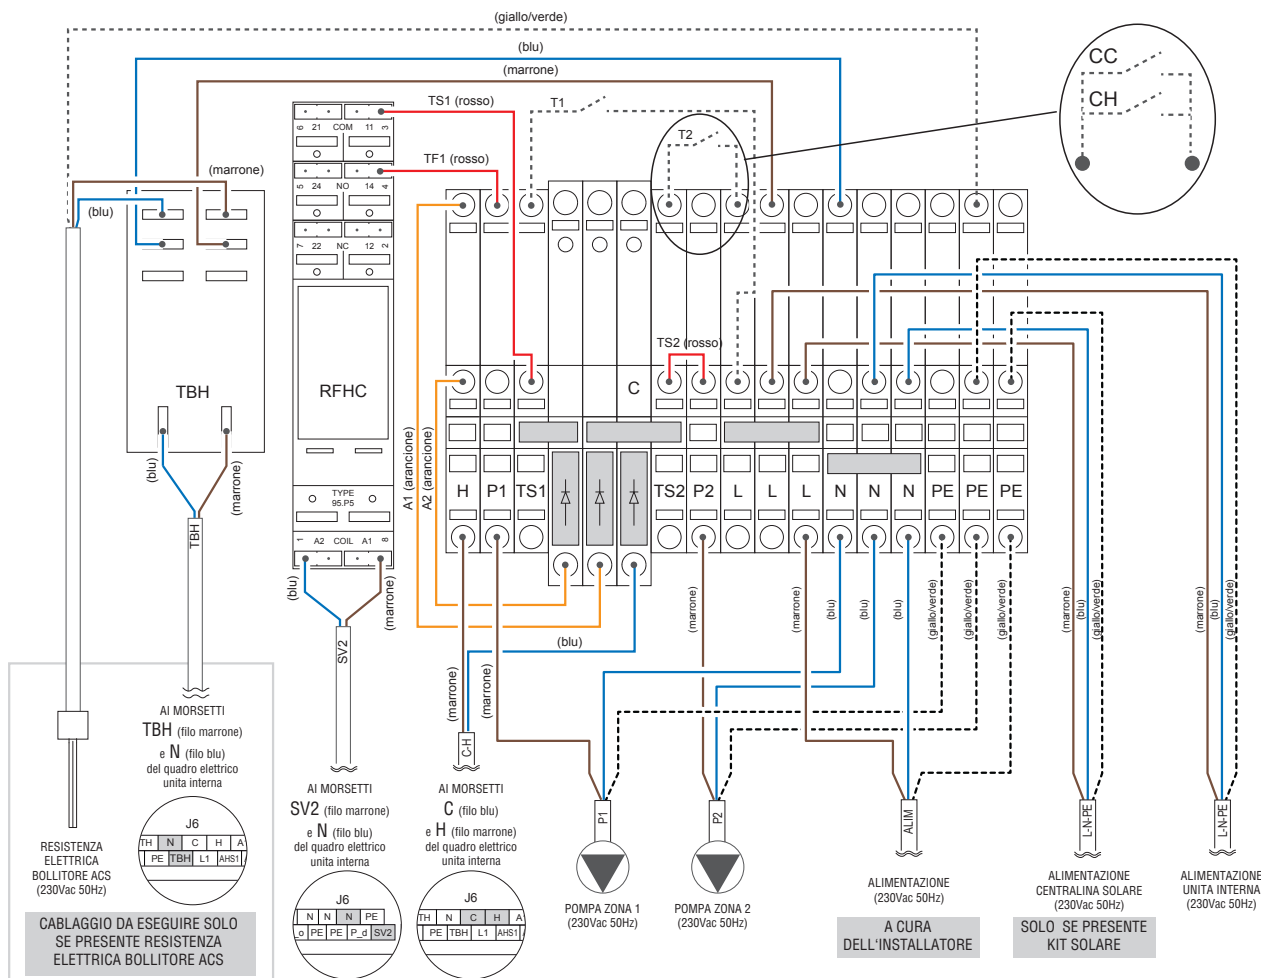 (giallo/verde)
(blu)
(marrone)
CC
CH
TS1 (rosso)
T1
T2
6 21 COM 11 3
TF1 (rosso)
5 24 NO 14 4
7 22 NC 12 2
(marrone)
(blu)
TBH
RFHC
TS2 (rosso)
C
A1 (arancione)
A2 (arancione)
TYPE
95.P5
1 A2 COIL A1 8
H P1 TS1 TS2 P2 L L L N N N PE PE PE
(blu)
(marrone)
TBH
(blu)
(marrone)
SV2
(blu)
(marrone)
(marrone)
C-H
(marrone)
(marrone)
(blu)
(blu)
(blu)
(giallo/verde)
(giallo/verde)
(giallo/verde)
(marrone)
(blu)
(giallo/verde)
(marrone)
(blu)
(giallo/verde)
P1
P2
ALIM
L-N-PE
L-N-PE
AI MORSETTI
TBH (filo marrone)
e N (filo blu)
del quadro elettrico
unita interna
J6
TH N C H A
PE TBH L1 AHS1
RESISTENZA
ELETTRICA
BOLLITORE ACS
(230Vac 50Hz)
CABLAGGIO DA ESEGUIRE SOLO
SE PRESENTE RESISTENZA
ELETTRICA BOLLITORE ACS
AI MORSETTI
SV2 (filo marrone)
e N (filo blu)
del quadro elettrico
unita interna
J6
N N N PE
_o PE PE P_d SV2
AI MORSETTI
C (filo blu)
e H (filo marrone)
del quadro elettrico
unita interna
J6
TH N C H A
PE TBH L1 AHS1
POMPA ZONA 1
(230Vac 50Hz)
POMPA ZONA 2
(230Vac 50Hz)
ALIMENTAZIONE
(230Vac 50Hz)
A CURA
DELL'INSTALLATORE
ALIMENTAZIONE
CENTRALINA SOLARE
(230Vac 50Hz)
SOLO SE PRESENTE
KIT SOLARE
ALIMENTAZIONE
UNITA INTERNA
(230Vac 50Hz)